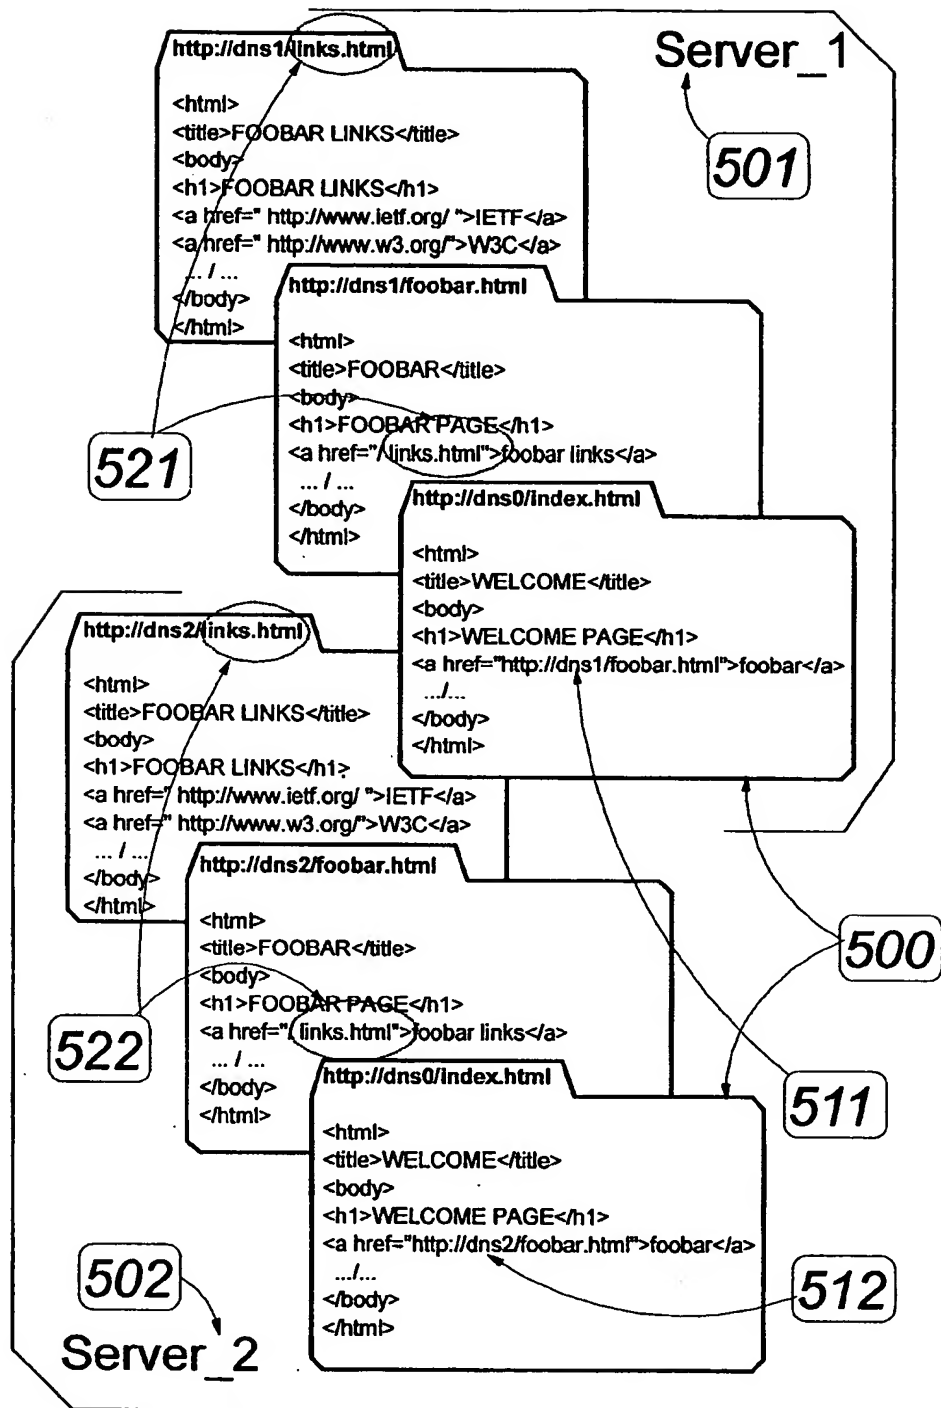 Server_1
501
http://dns1/links.html
<html>
<title>FOOBAR LINKS</title>
<body>
<h1>FOOBAR LINKS</h1>
<a href=" http://www.ietf.org/ ">IETF</a>
<a href=" http://www.w3.org/">W3C</a>
... / ...
</body>
</html>
521
http://dns1/foobar.html
<html>
<title>FOOBAR</title>
<body>
<h1>FOOBAR PAGE</h1>
<a href="/ links.html">foobar links</a>
... / ...
</body>
</html>
http://dns0/index.html
<html>
<title>WELCOME</title>
<body>
<h1>WELCOME PAGE</h1>
<a href="http://dns1/foobar.html">foobar</a>
.../...
</body>
</html>
http://dns2/links.html
<html>
<title>FOOBAR LINKS</title>
<body>
<h1>FOOBAR LINKS</h1>
<a href=" http://www.ietf.org/ ">IETF</a>
<a href=" http://www.w3.org/">W3C</a>
... / ...
</body>
</html>
500
522
http://dns2/foobar.html
<html>
<title>FOOBAR</title>
<body>
<h1>FOOBAR PAGE</h1>
<a href="/ links.html">foobar links</a>
... / ...
</body>
</html>
511
http://dns0/index.html
<html>
<title>WELCOME</title>
<body>
<h1>WELCOME PAGE</h1>
<a href="http://dns2/foobar.html">foobar</a>
.../...
</body>
</html>
512
502
Server_2